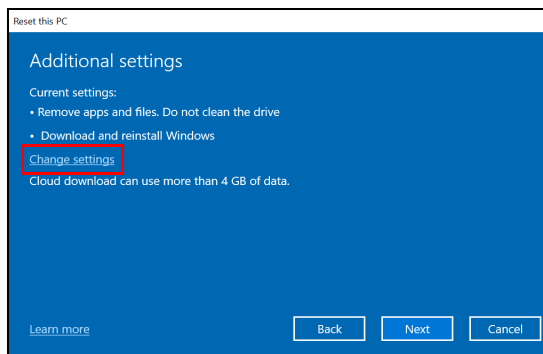 Reset this PC
Additional settings
Current settings:
• Remove apps and files. Do not clean the drive
• Download and reinstall Windows
Change settings
Cloud download can use more than 4 GB of data.
Learn more
Back
Next
Cancel